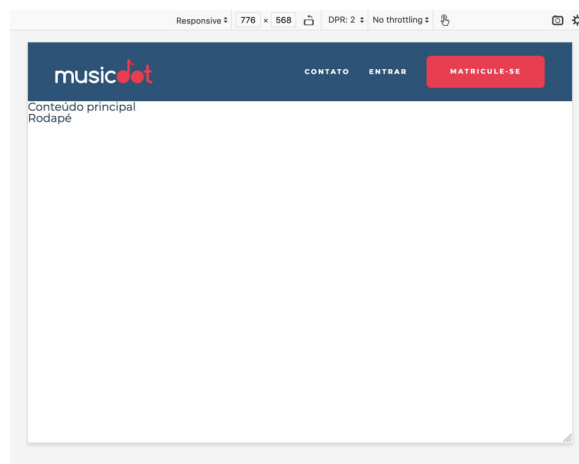 Responsive 776 × 568 DPR: 2 No throttling
musicdot CONTATO ENTRAR MATRICULE-SE
Conteúdo principal
Rodapé